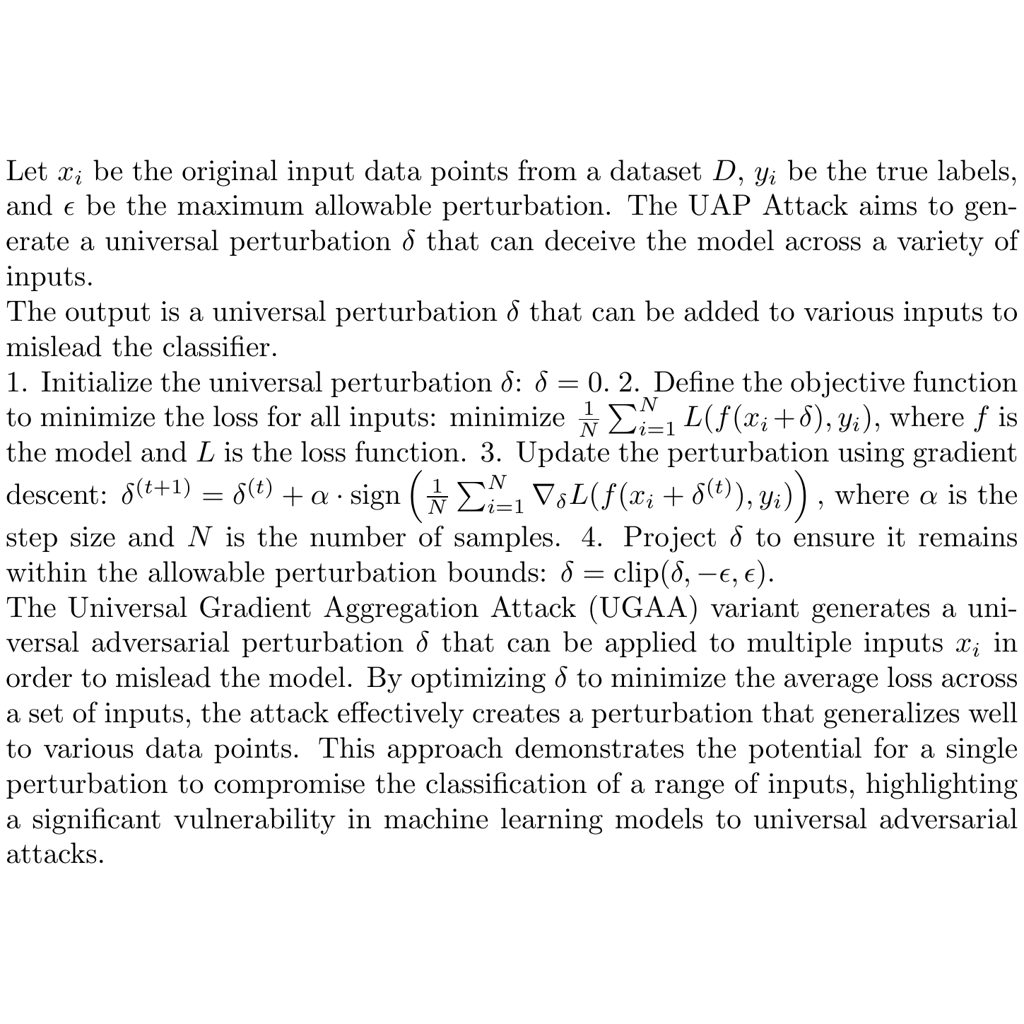 Let $x_i$ be the original input data points from a dataset $D$, $y_i$ be the true labels,
and $\epsilon$ be the maximum allowable perturbation. The UAP Attack aims to gen-
erate a universal perturbation $\delta$ that can deceive the model across a variety of
inputs.
The output is a universal perturbation $\delta$ that can be added to various inputs to
mislead the classifier.
1. Initialize the universal perturbation $\delta$: $\delta = 0$. 2. Define the objective function
to minimize the loss for all inputs: minimize $\frac{1}{N} \sum_{i=1}^{N} L(f(x_i+\delta), y_i)$, where $f$ is
the model and $L$ is the loss function. 3. Update the perturbation using gradient
descent: $\delta^{(t+1)} = \delta^{(t)} + \alpha \cdot \text{sign}\left(\frac{1}{N} \sum_{i=1}^{N} \nabla_\delta L(f(x_i + \delta^{(t)}), y_i)\right)$, where $\alpha$ is the
step size and $N$ is the number of samples. 4. Project $\delta$ to ensure it remains
within the allowable perturbation bounds: $\delta = \text{clip}(\delta, -\epsilon, \epsilon)$.
The Universal Gradient Aggregation Attack (UGAA) variant generates a uni-
versal adversarial perturbation $\delta$ that can be applied to multiple inputs $x_i$ in
order to mislead the model. By optimizing $\delta$ to minimize the average loss across
a set of inputs, the attack effectively creates a perturbation that generalizes well
to various data points. This approach demonstrates the potential for a single
perturbation to compromise the classification of a range of inputs, highlighting
a significant vulnerability in machine learning models to universal adversarial
attacks.